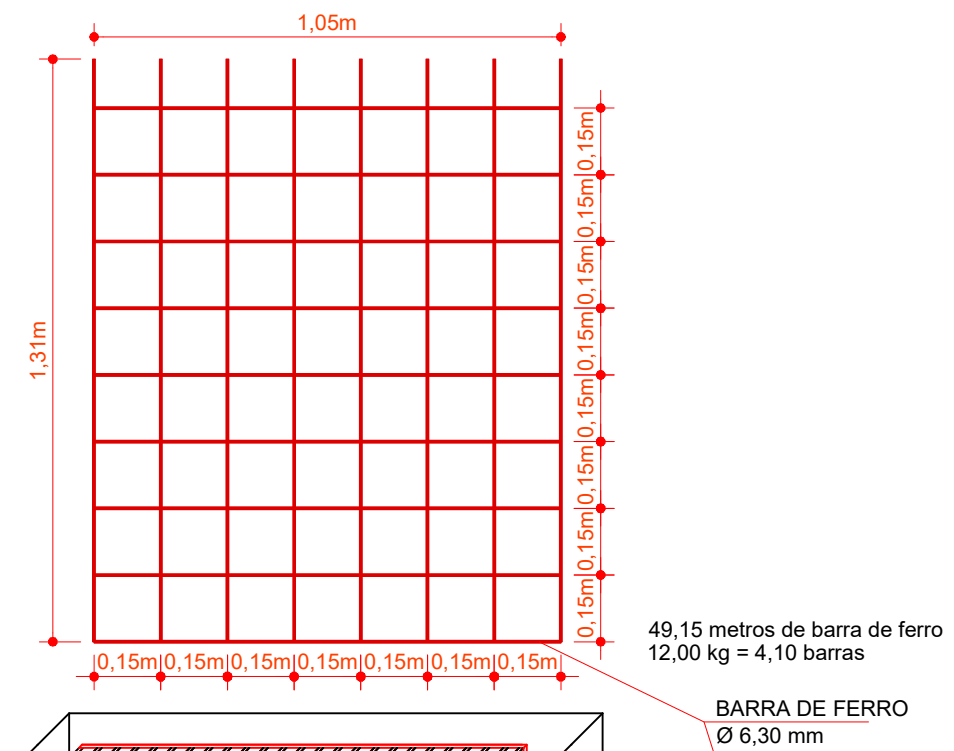 1,05m
1,31m
0,15m
0,15m
0,15m
0,15m
0,15m
0,15m
0,15m
0,15m
0,15m 0,15m 0,15m 0,15m 0,15m 0,15m 0,15m
49,15 metros de barra de ferro
12,00 kg = 4,10 barras
BARRA DE FERRO
Ø 6,30 mm